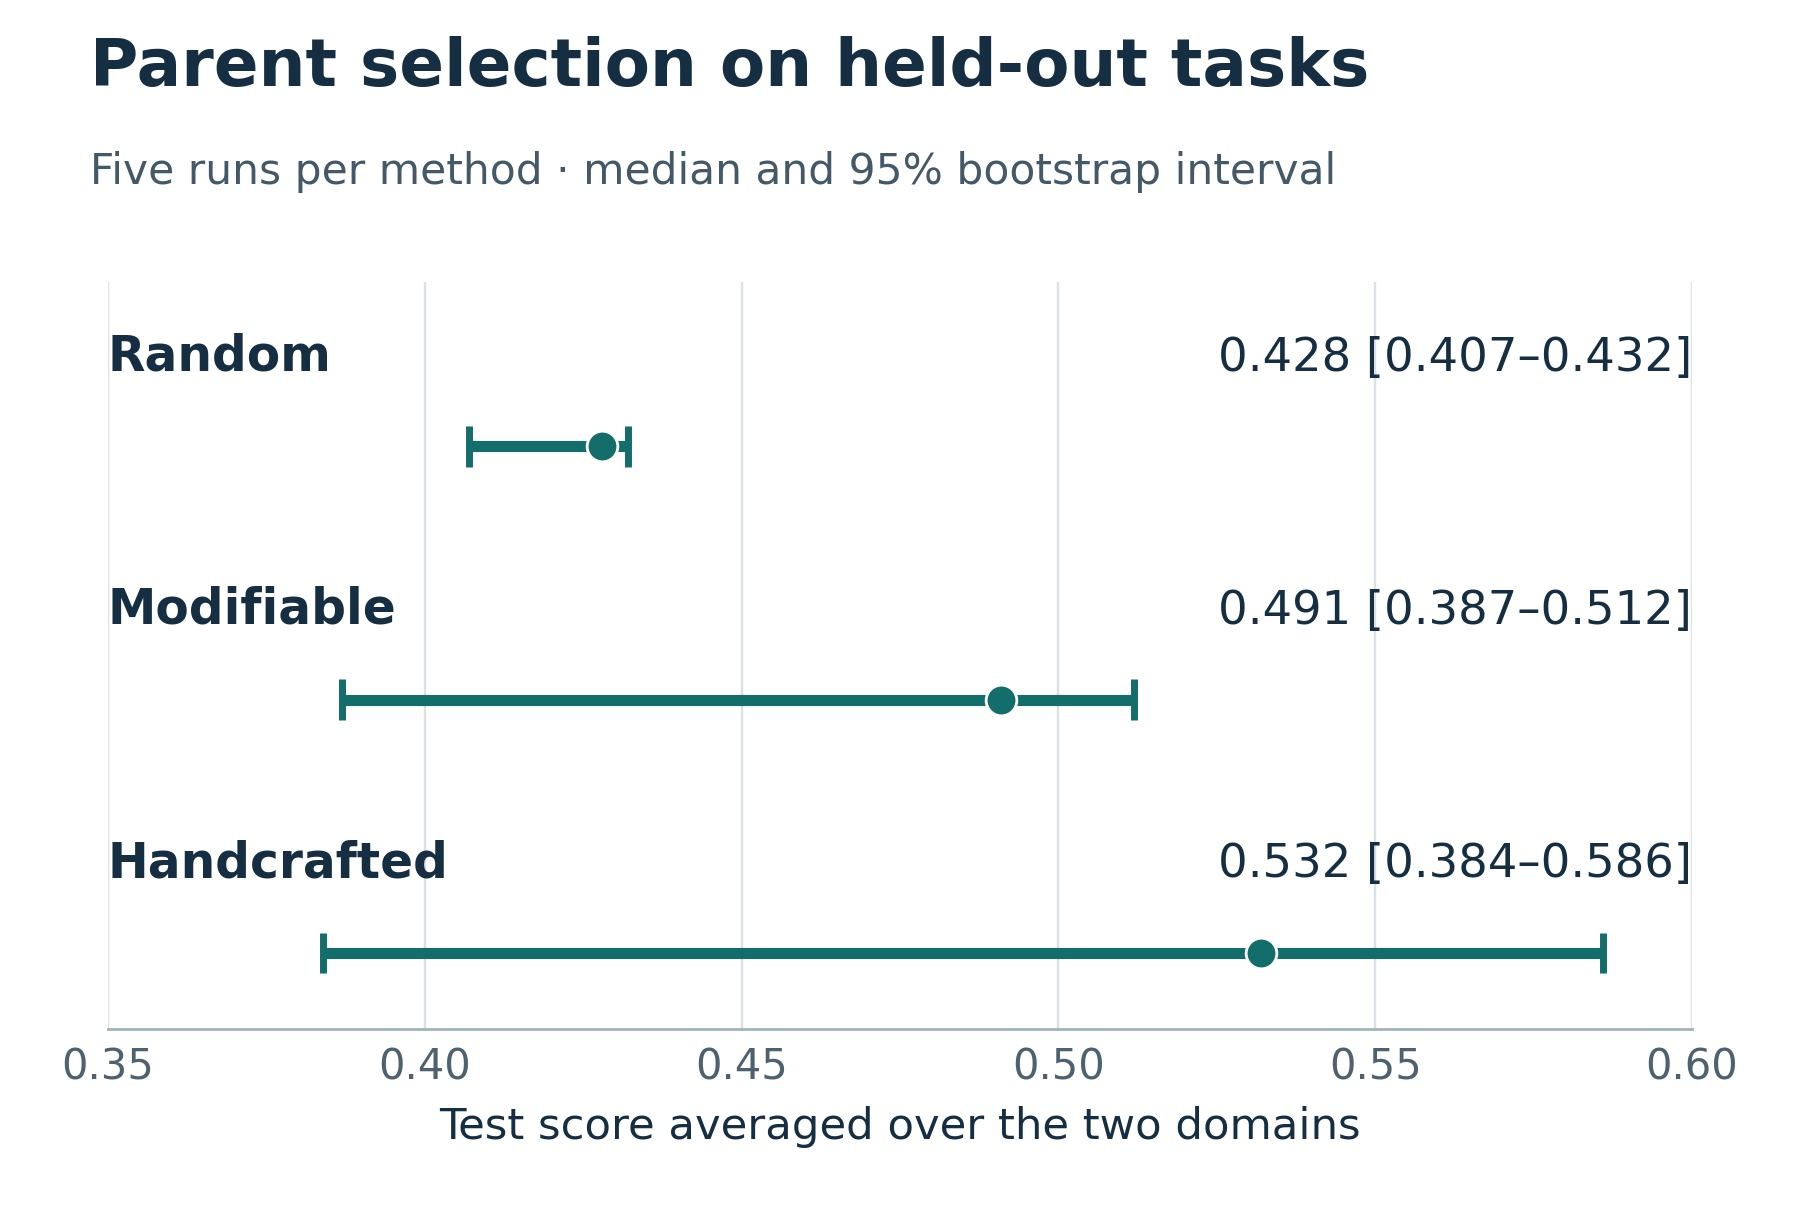 Parent selection on held-out tasks
Five runs per method · median and 95% bootstrap interval
Random 0.428 [0.407–0.432]
Modifiable 0.491 [0.387–0.512]
Handcrafted 0.532 [0.384–0.586]
0.35 0.40 0.45 0.50 0.55 0.60
Test score averaged over the two domains